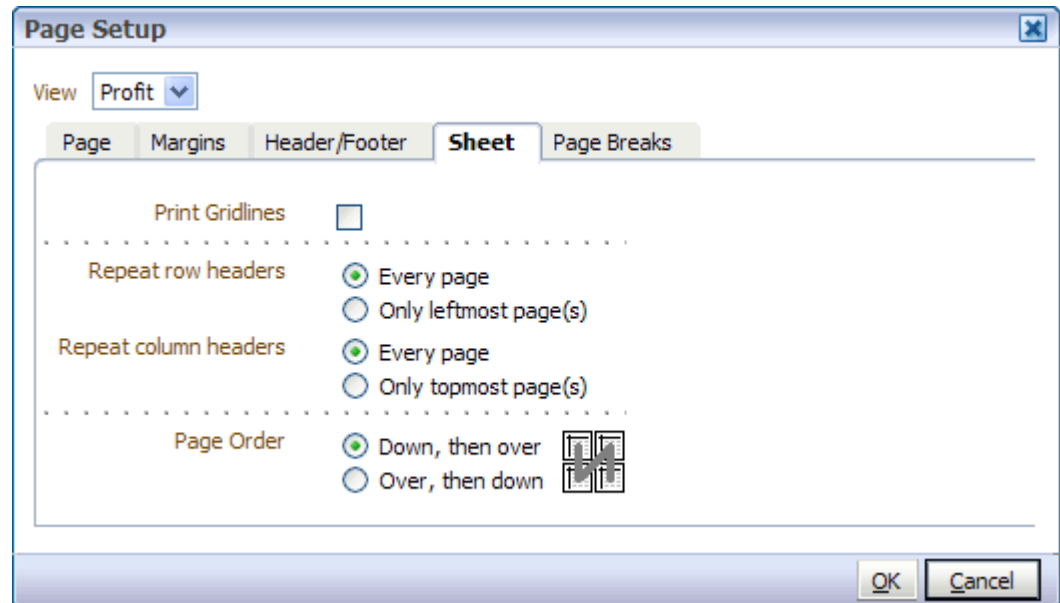 Page Setup
View Profit
Page Margins Header/Footer Sheet Page Breaks
Print Gridlines
Repeat row headers Every page
Only leftmost page(s)
Repeat column headers Every page
Only topmost page(s)
Page Order Down, then over
Over, then down
OK Cancel